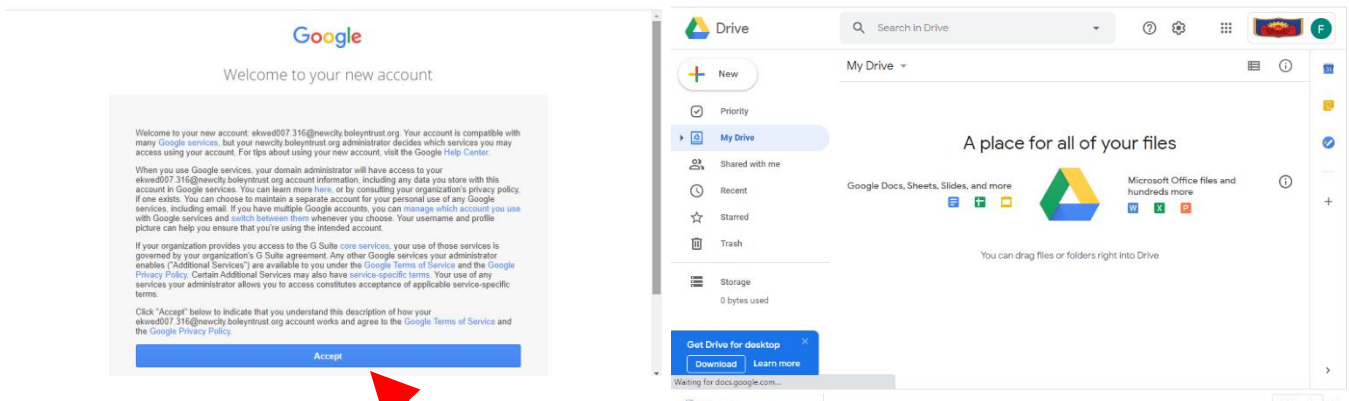 Google
Welcome to your new account
Welcome to your new account: ekwed007.316@newcity.boleyntrust.org. Your account is compatible with
many Google services, but your newcity.boleyntrust.org administrator decides which services you may
access using your account. For tips about using your new account, visit the Google Help Center.
When you use Google services, your domain administrator will have access to your
ekwed007.316@newcity.boleyntrust.org account information, including any data you store with this
account in Google services. You can learn more here, or by consulting your organization's privacy policy,
if one exists. You can choose to maintain a separate account for your personal use of any Google
services, including email. If you have multiple Google accounts, you can manage which account you use
with Google services and switch between them whenever you choose. Your username and profile
picture can help you ensure that you're using the intended account.
If your organization provides you access to the G Suite core services, your use of those services is
governed by your organization's G Suite agreement. Any other Google services your administrator
enables ("Additional Services") are available to you under the Google Terms of Service and the Google
Privacy Policy. Certain Additional Services may also have service-specific terms. Your use of any
services your administrator allows you to access constitutes acceptance of applicable service-specific
terms.
Click "Accept" below to indicate that you understand this description of how your
ekwed007.316@newcity.boleyntrust.org account works and agree to the Google Terms of Service and
the Google Privacy Policy.
Accept
Drive
Search in Drive
F
New
My Drive
Priority
My Drive
Shared with me
Recent
Starred
Trash
Storage
0 bytes used
A place for all of your files
Google Docs, Sheets, Slides, and more
Microsoft Office files and
hundreds more
W X P
You can drag files or folders right into Drive
Get Drive for desktop
Download Learn more
Waiting for docs.google.com...